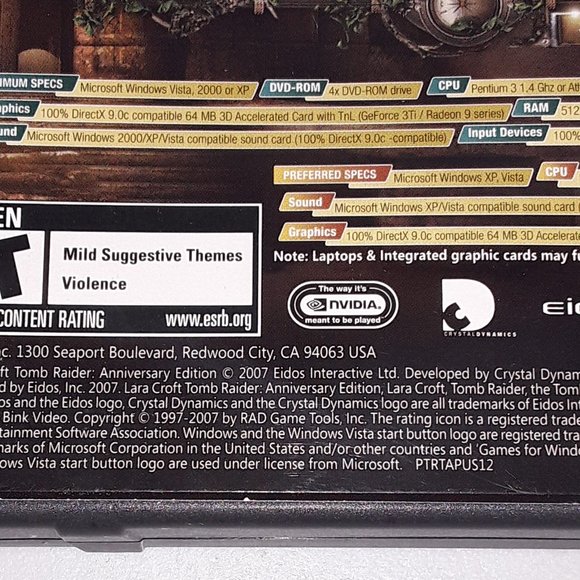 NIMUM SPECS Microsoft Windows Vista, 2000 or XP DVD-ROM 4x DVD-ROM drive CPU Pentium 3 1.4 Ghz or Ath
aphics 100% DirectX 9.0c compatible 64 MB 3D Accelerated Card with TnL (GeForce 3Ti / Radeon 9 series) RAM 512
und Microsoft Windows 2000/XP/Vista compatible sound card (100% DirectX 9.0c -compatible) Input Devices 100%
PREFERRED SPECS Microsoft Windows XP, Vista CPU
Sound Microsoft Windows XP/Vista compatible sound card
Graphics 100% DirectX 9.0c compatible 64 MB 3D Accelerate
Note: Laptops & Integrated graphic cards may fu
EEN
T
Mild Suggestive Themes
Violence
CONTENT RATING www.esrb.org
The way it's
NVIDIA
meant to be played
CRYSTAL DYNAMICS
eid
nc. 1300 Seaport Boulevard, Redwood City, CA 94063 USA
ft Tomb Raider: Anniversary Edition © 2007 Eidos Interactive Ltd. Developed by Crystal Dynam
d by Eidos, Inc. 2007. Lara Croft Tomb Raider: Anniversary Edition, Lara Croft, Tomb Raider, the Tom
os and the Eidos logo, Crystal Dynamics and the Crystal Dynamics logo are all trademarks of Eidos Inte
Bink Video. Copyright © 1997-2007 by RAD Game Tools, Inc. The rating icon is a registered tradem
ertainment Software Association. Windows and the Windows Vista start button logo are registered trad
marks of Microsoft Corporation in the United States and/or other countries and 'Games for Windo
ows Vista start button logo are used under license from Microsoft. PTRTAPUS12